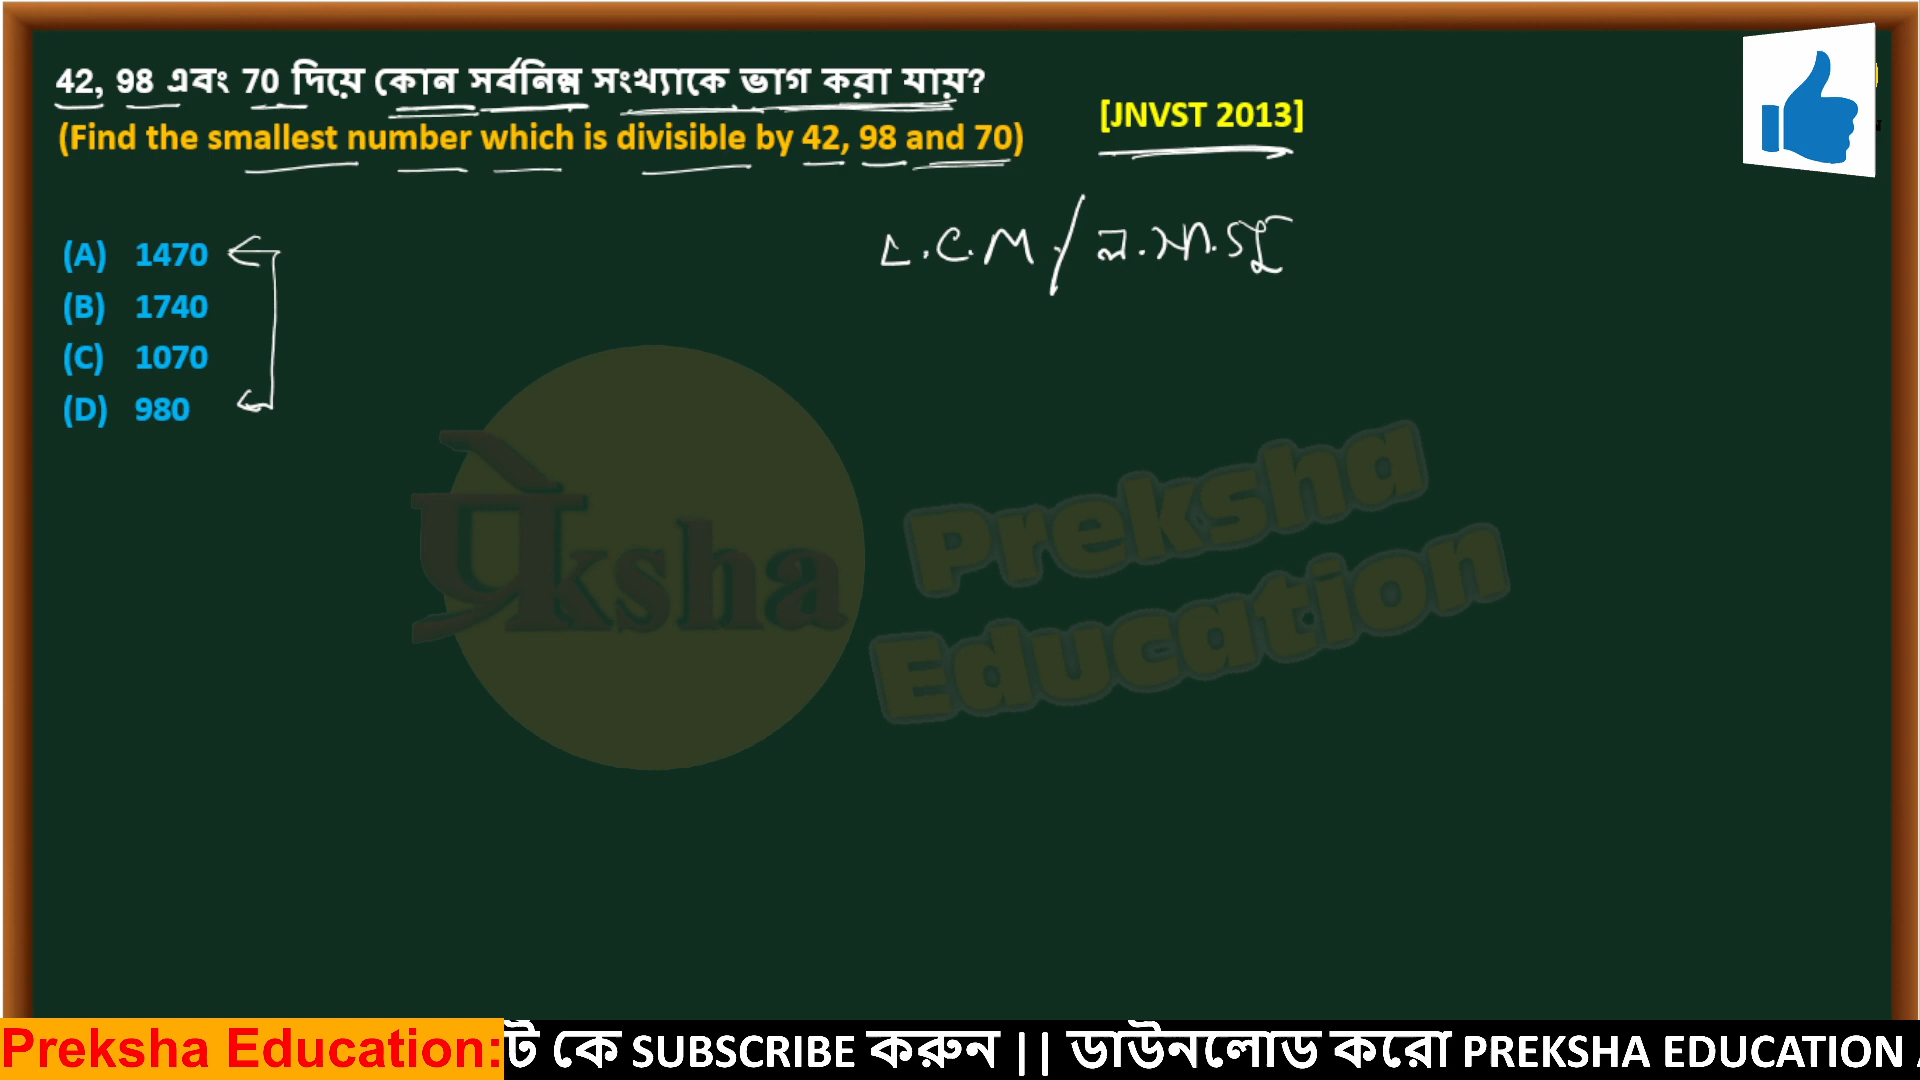 42, 98 এবং 70 দিয়ে কোন সর্বনিম্ন সংখ্যাকে ভাগ করা যায়?
(Find the smallest number which is divisible by 42, 98 and 70)
[JNVST 2013]
L.C.M / ল.সা.গু
(A) 1470
(B) 1740
(C) 1070
(D) 980
प्रेksha
Preksha
Education
Preksha Education: ট কে SUBSCRIBE করুন || ডাউনলোড করো PREKSHA EDUCATION